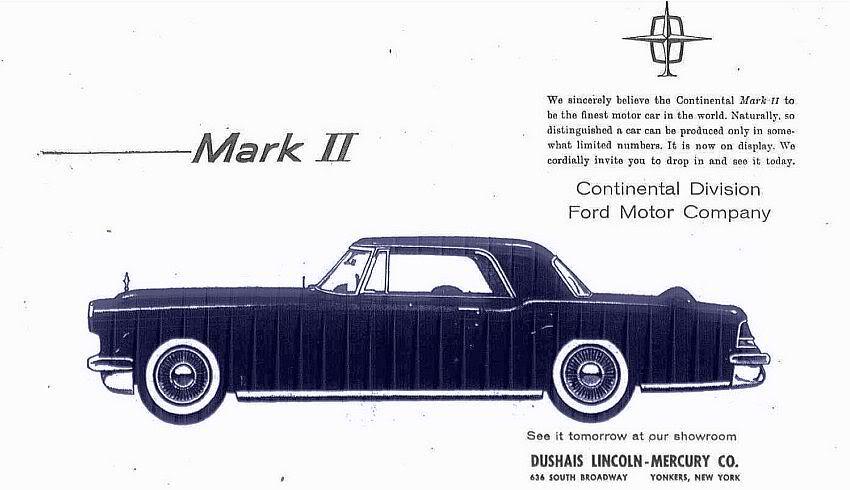 Mark II
We sincerely believe the Continental Mark II to
be the finest motor car in the world. Naturally, so
distinguished a car can be produced only in some-
what limited numbers. It is now on display. We
cordially invite you to drop in and see it today.
Continental Division
Ford Motor Company
See it tomorrow at our showroom
DUSHAIS LINCOLN-MERCURY CO.
636 SOUTH BROADWAY YONKERS, NEW YORK